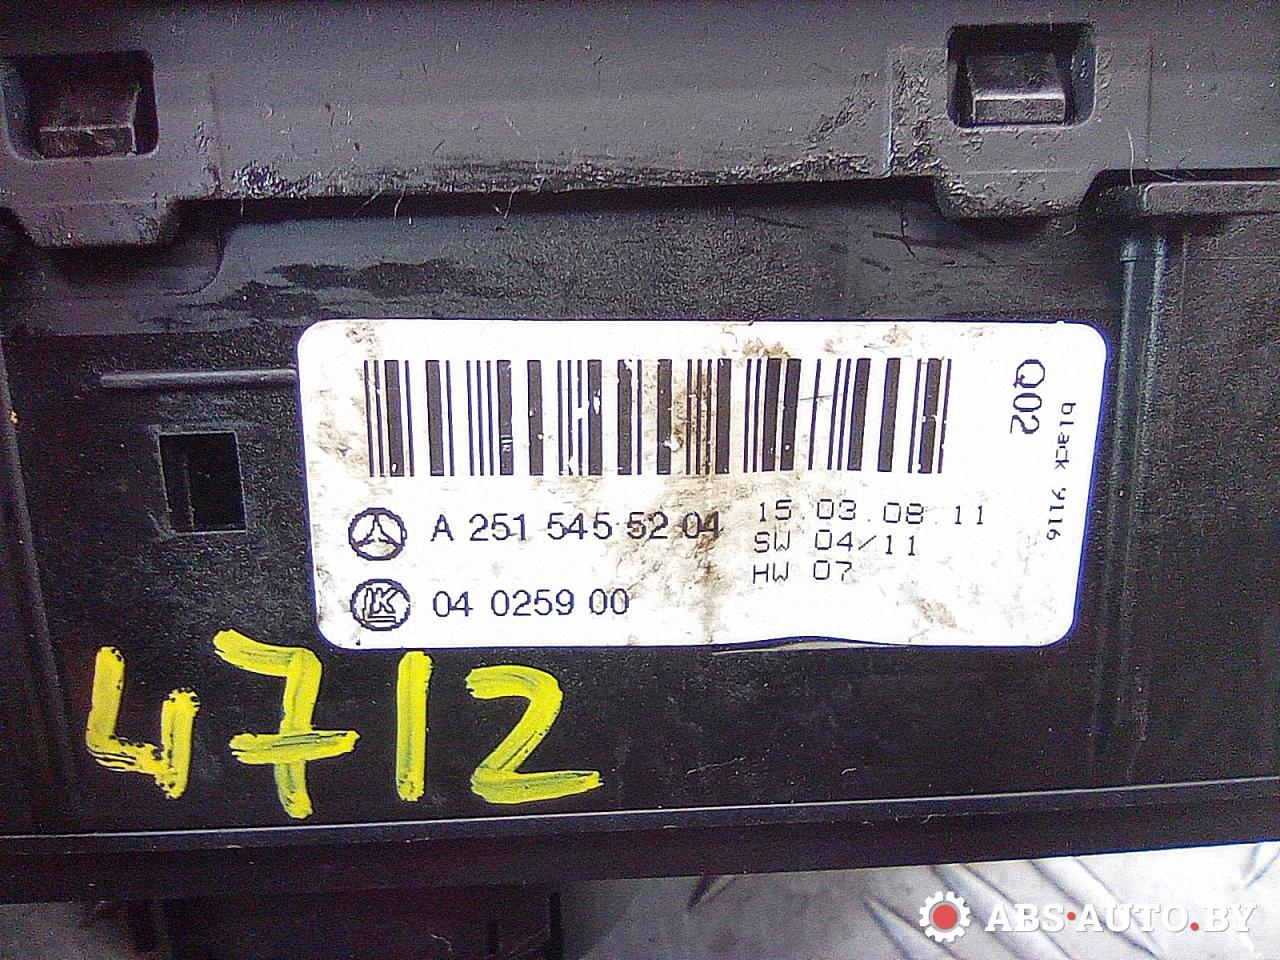 Q02
black 9116
A 251 545 52 04
15 03.08.11
SW 04/11
HW 07
LK
04 0259 00
4712
ABS-AUTO.BY